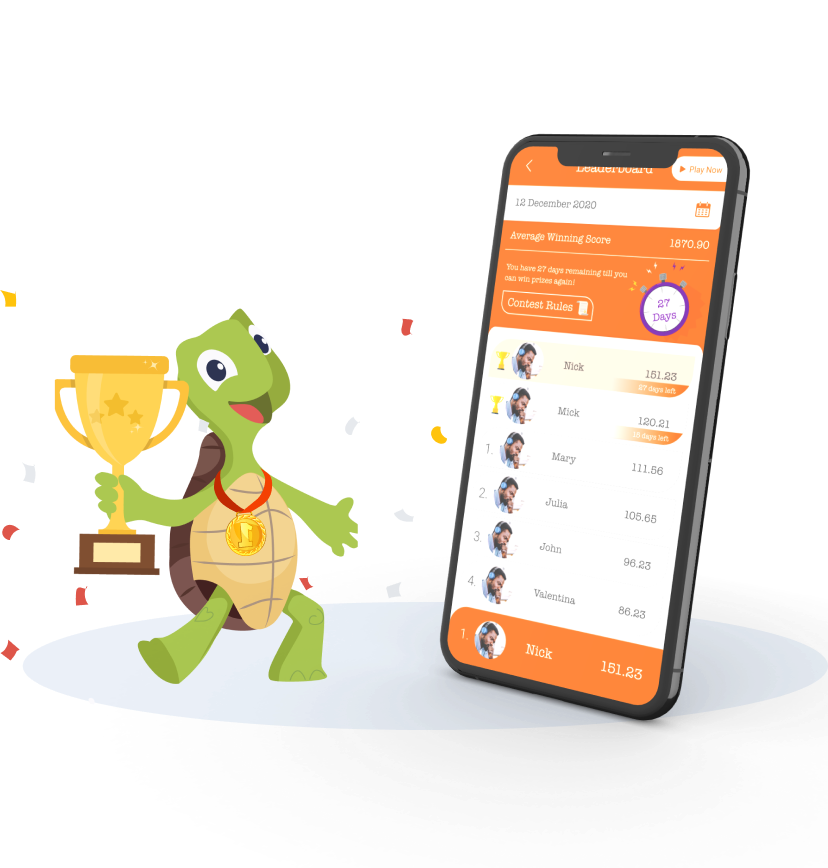 Leaderboard
Play Now
12 December 2020
Average Winning Score 1870.90
You have 27 days remaining till you
can win prizes again!
27
Days
Contest Rules
Nick 151.23
27 days left
Mick 120.21
15 days left
1. Mary 111.56
2. Julia 105.65
3. John 96.23
4. Valentina 86.23
1. Nick 151.23
1